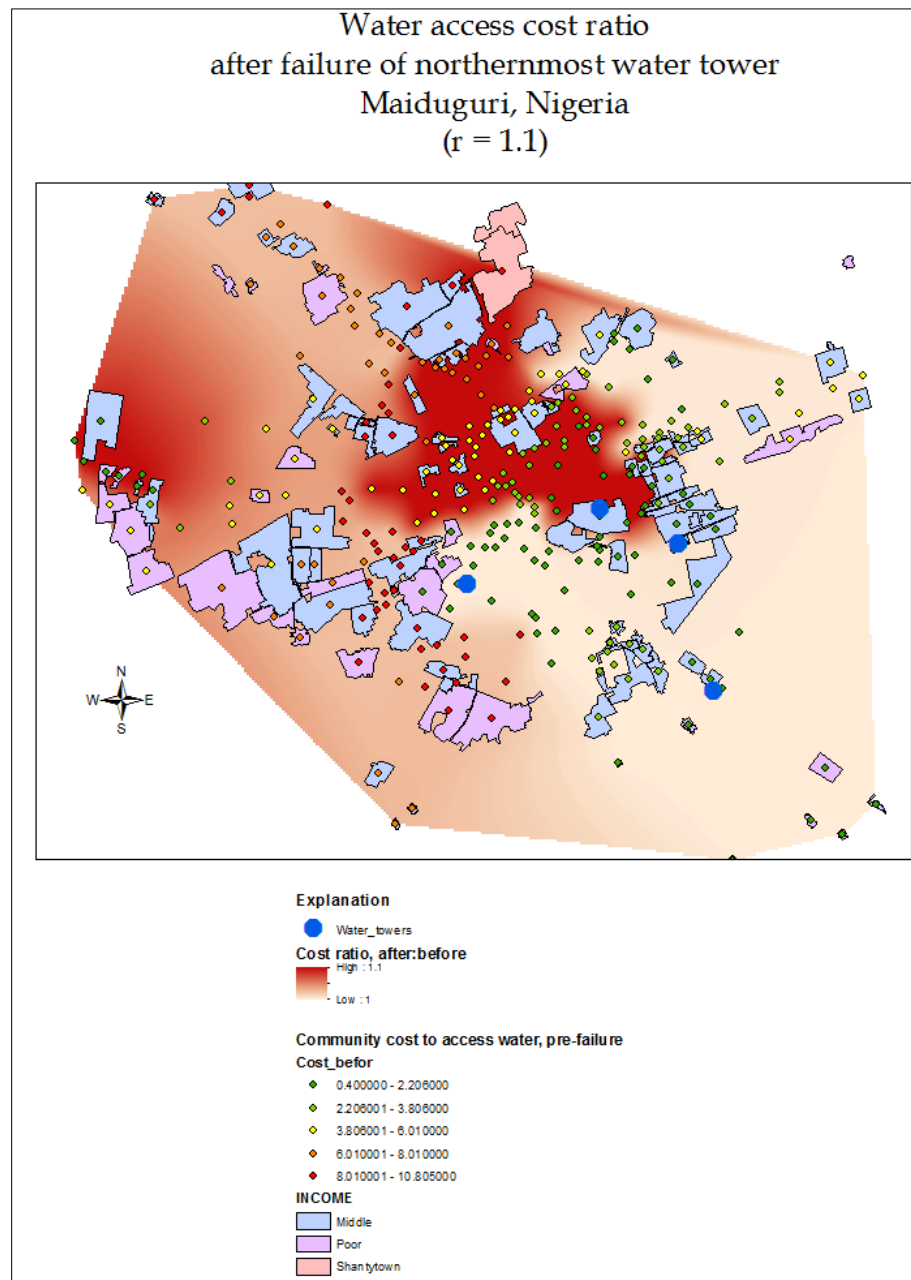 Water access cost ratio
after failure of northernmost water tower
Maiduguri, Nigeria
(r = 1.1)
N
W E
S
Explanation
Water_towers
Cost ratio, after:before
High : 1.1
Low : 1
Community cost to access water, pre-failure
Cost_befor
0.400000 - 2.206000
2.206001 - 3.806000
3.806001 - 6.010000
6.010001 - 8.010000
8.010001 - 10.805000
INCOME
Middle
Poor
Shantytown